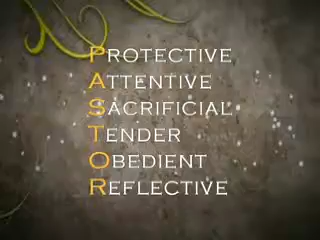 Protective
Attentive
Sacrificial
Tender
Obedient
Reflective